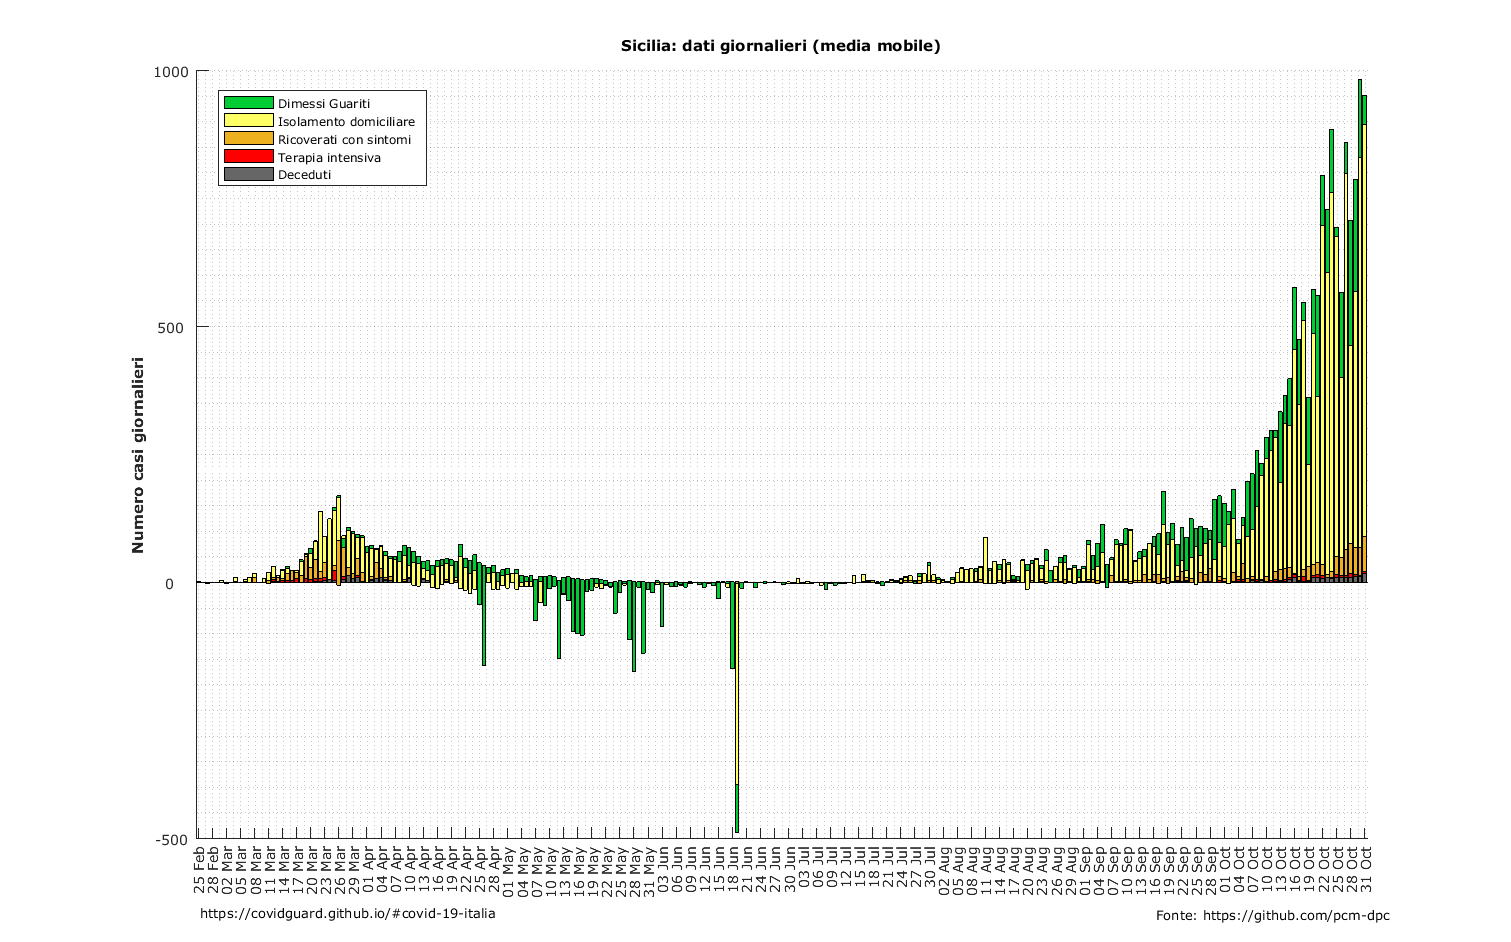 Sicilia: dati giornalieri (media mobile)
1000
500
0
-500
Numero casi giornalieri
Dimessi Guariti
Isolamento domiciliare
Ricoverati con sintomi
Terapia intensiva
Deceduti
25 Feb
28 Feb
02 Mar
05 Mar
08 Mar
11 Mar
14 Mar
17 Mar
20 Mar
23 Mar
26 Mar
29 Mar
01 Apr
04 Apr
07 Apr
10 Apr
13 Apr
16 Apr
19 Apr
22 Apr
25 Apr
28 Apr
01 May
04 May
07 May
10 May
13 May
16 May
19 May
22 May
25 May
28 May
31 May
03 Jun
06 Jun
09 Jun
12 Jun
15 Jun
18 Jun
21 Jun
24 Jun
27 Jun
30 Jun
03 Jul
06 Jul
09 Jul
12 Jul
15 Jul
18 Jul
21 Jul
24 Jul
27 Jul
30 Jul
02 Aug
05 Aug
08 Aug
11 Aug
14 Aug
17 Aug
20 Aug
23 Aug
26 Aug
29 Aug
01 Sep
04 Sep
07 Sep
10 Sep
13 Sep
16 Sep
19 Sep
22 Sep
25 Sep
28 Sep
01 Oct
04 Oct
07 Oct
10 Oct
13 Oct
16 Oct
19 Oct
22 Oct
25 Oct
28 Oct
31 Oct
https://covidguard.github.io/#covid-19-italia
Fonte: https://github.com/pcm-dpc